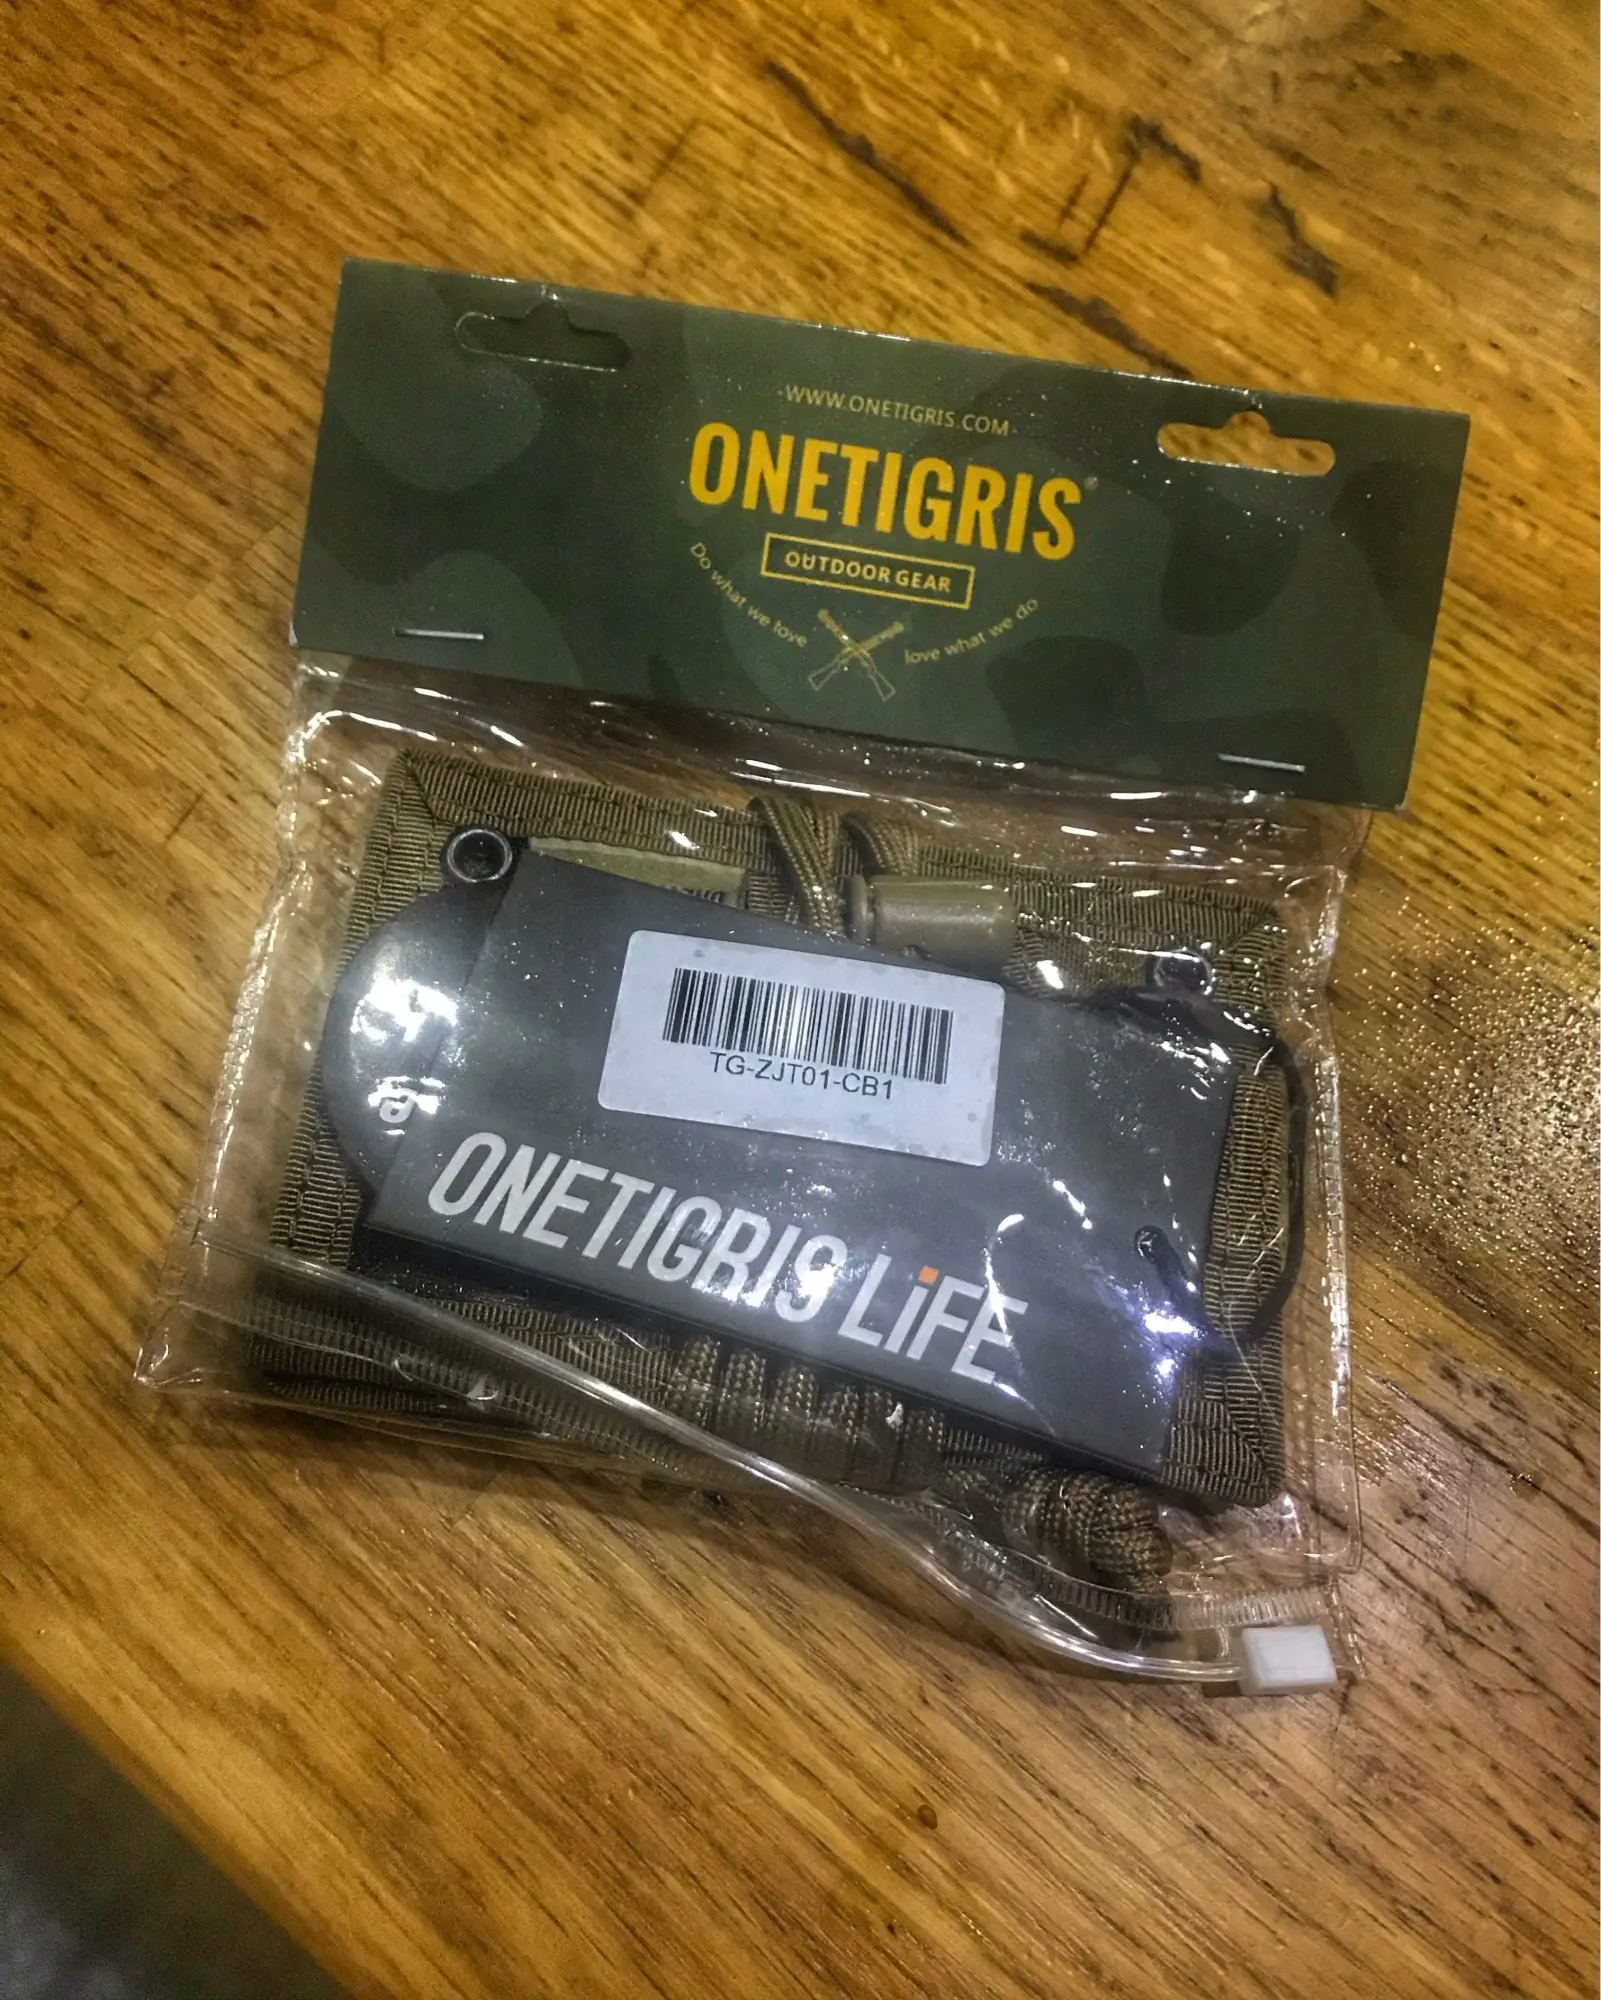 WWW.ONETIGRIS.COM
ONETIGRIS®
OUTDOOR GEAR
Do what we love
love what we do
TG-ZJT01-CB1
ONETIGRIS LiFE